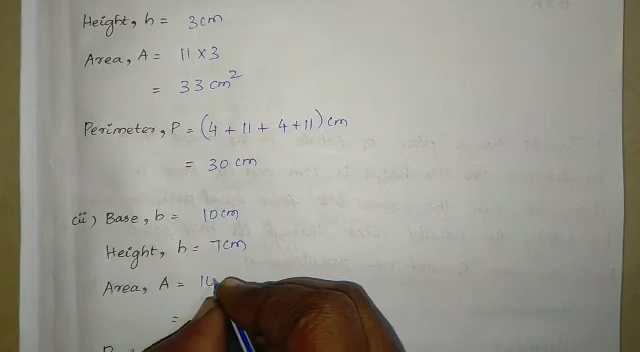 Height, h = 3cm
Area, A = 11 × 3
= 33 cm²
Perimeter, P = (4 + 11 + 4 + 11) cm
= 30 cm
(ii) Base, b = 10cm
Height, h = 7cm
Area, A = 10
=